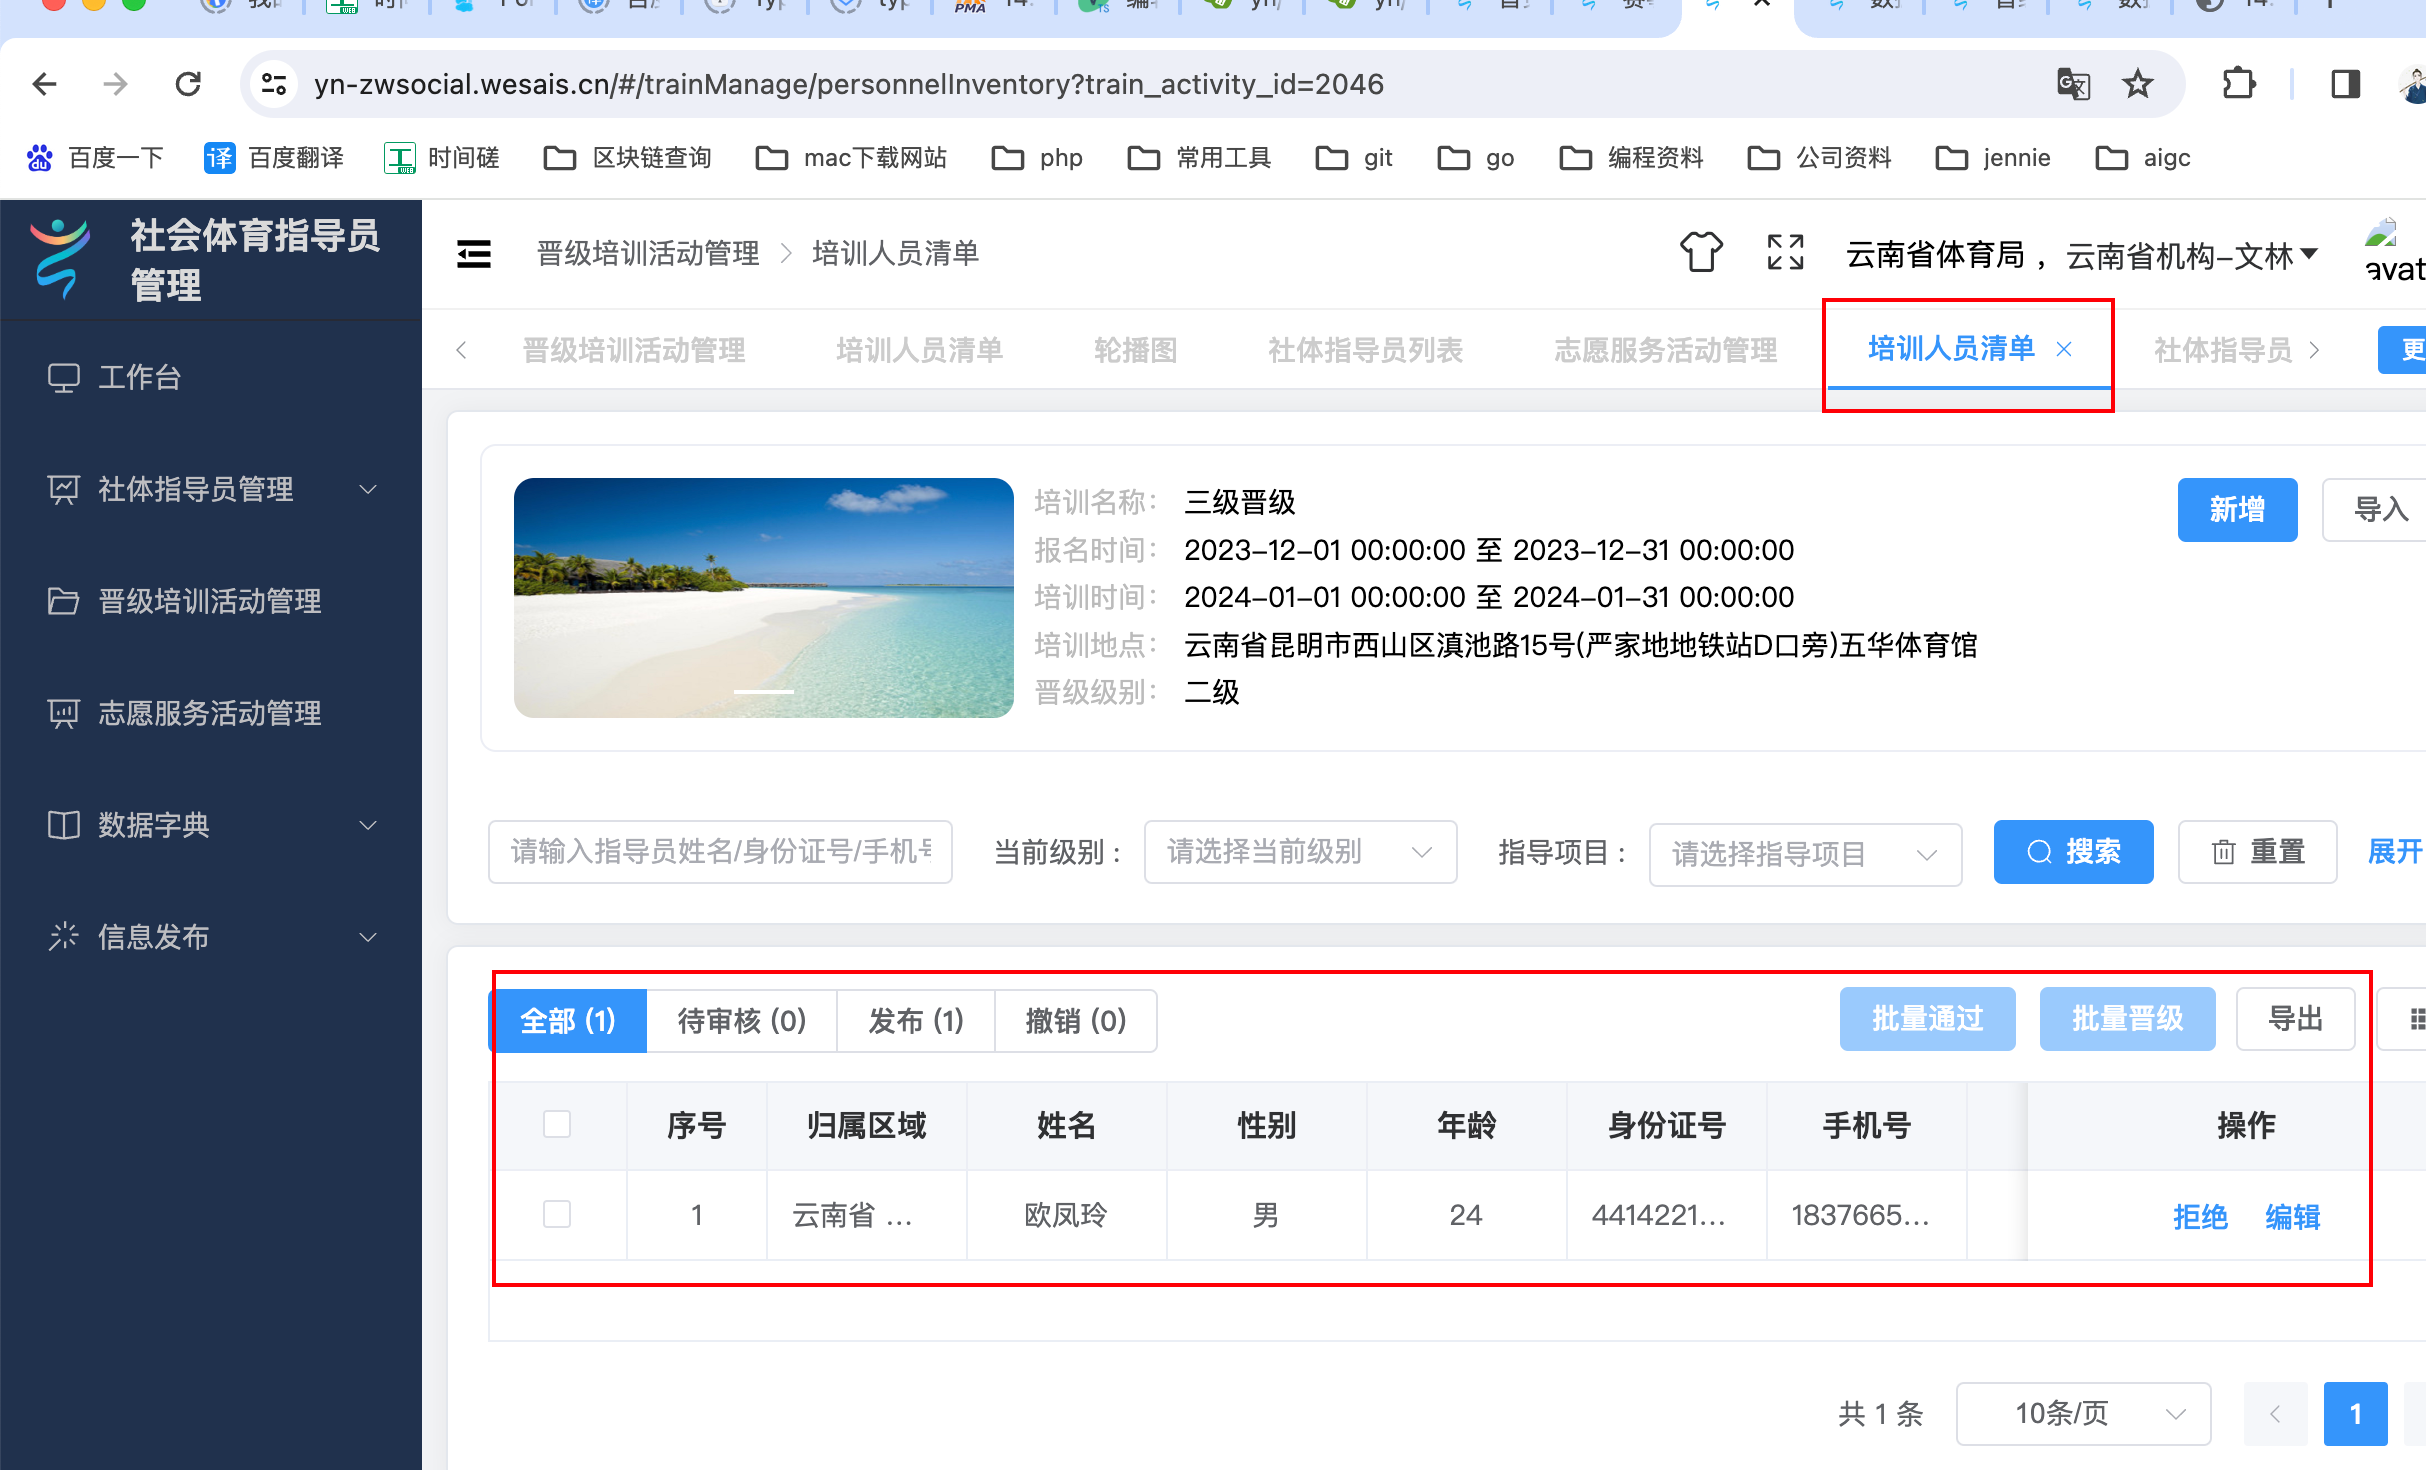 yn-zwsocial.wesais.cn/#/trainManage/personnelInventory?train_activity_id=2046
百度一下 百度翻译 时间磋 区块链查询 mac下载网站 php 常用工具 git go 编程资料 公司资料 jennie aigc
社会体育指导员
管理
晋级培训活动管理 > 培训人员清单
云南省体育局， 云南省机构-文林
avat
晋级培训活动管理 培训人员清单 轮播图 社体指导员列表 志愿服务活动管理 培训人员清单 社体指导员 更
工作台
社体指导员管理
晋级培训活动管理
志愿服务活动管理
数据字典
信息发布
培训名称： 三级晋级
报名时间： 2023-12-01 00:00:00 至 2023-12-31 00:00:00
培训时间： 2024-01-01 00:00:00 至 2024-01-31 00:00:00
培训地点： 云南省昆明市西山区滇池路15号(严家地地铁站D口旁)五华体育馆
晋级级别： 二级
新增 导入
请输入指导员姓名/身份证号/手机号 当前级别： 请选择当前级别 指导项目： 请选择指导项目 搜索 重置 展开
全部 (1) 待审核 (0) 发布 (1) 撤销 (0) 批量通过 批量晋级 导出
序号 归属区域 姓名 性别 年龄 身份证号 手机号 操作
1 云南省 ... 欧凤玲 男 24 4414221... 1837665... 拒绝 编辑
共 1 条 10条/页 1